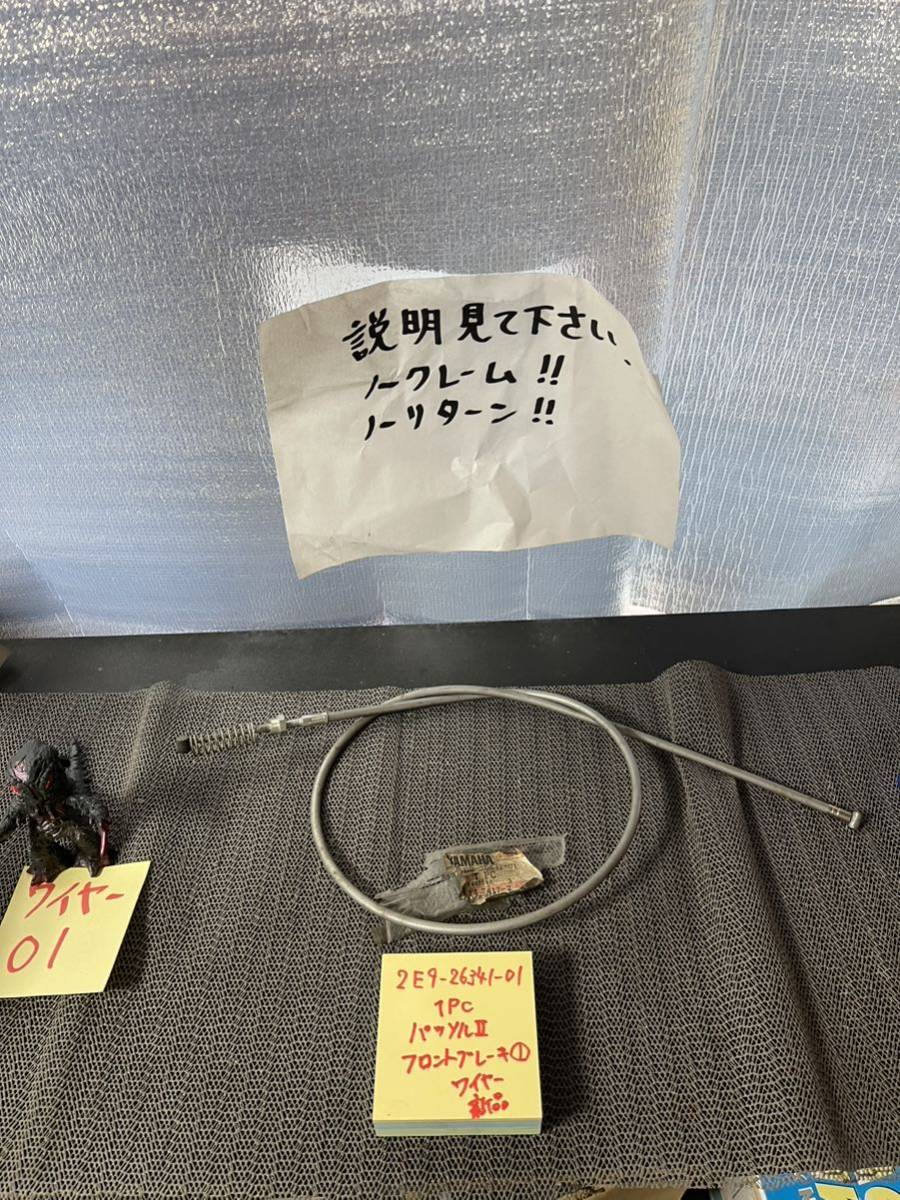 説明見て下さい、
ノークレーム!!
ノーリターン!!
YAMAHA
ワイヤー
01
2E9-26341-01
1PC
パッソルⅡ
フロントブレーキ①
ワイヤー
新品